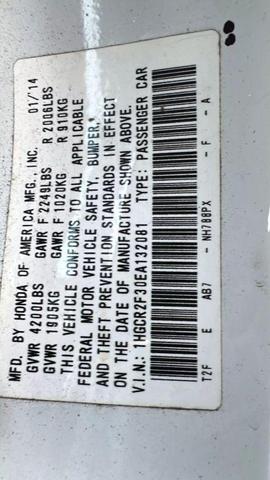 MFD. BY HONDA OF AMERICA MFG., INC. 01/'14
GVWR 4200LBS GAWR F 2249LBS R 2006LBS
GVWR 1905KG GAWR F 1020KG R 910KG
THIS VEHICLE CONFORMS TO ALL APPLICABLE
FEDERAL MOTOR VEHICLE SAFETY, BUMPER,
AND THEFT PREVENTION STANDARDS IN EFFECT
ON THE DATE OF MANUFACTURE SHOWN ABOVE.
V.I.N.: 1HGCR2F30EA132081 TYPE: PASSENGER CAR
T2F E AB7 - NH788PX - F - A